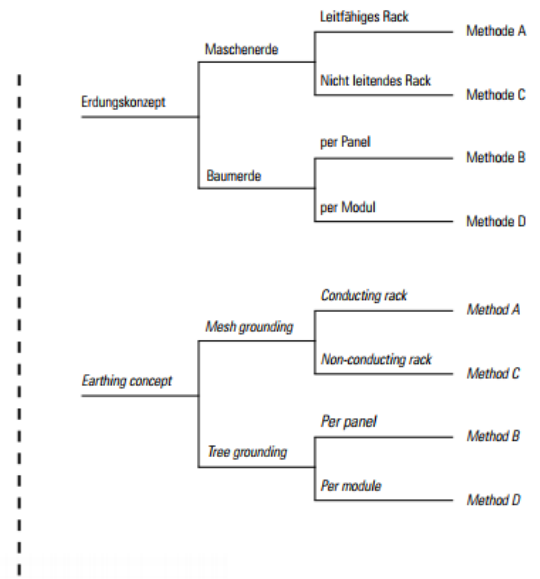 Leitfähiges Rack
Methode A
Maschenerde
Nicht leitendes Rack
Methode C
Erdungskonzept
per Panel
Methode B
Baumerde
per Modul
Methode D
Conducting rack
Method A
Mesh grounding
Non-conducting rack
Method C
Earthing concept
Per panel
Method B
Tree grounding
Per module
Method D